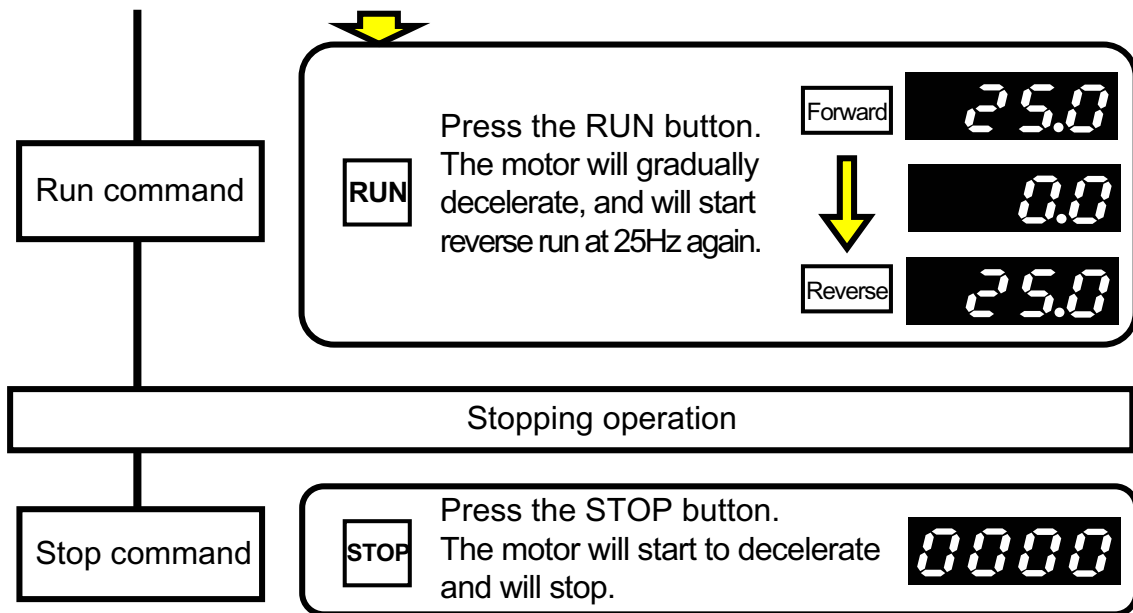 Run command
RUN
Press the RUN button.
The motor will gradually
decelerate, and will start
reverse run at 25Hz again.
Forward
25.0
0.0
Reverse
25.0
Stopping operation
Stop command
STOP
Press the STOP button.
The motor will start to decelerate
and will stop.
0000